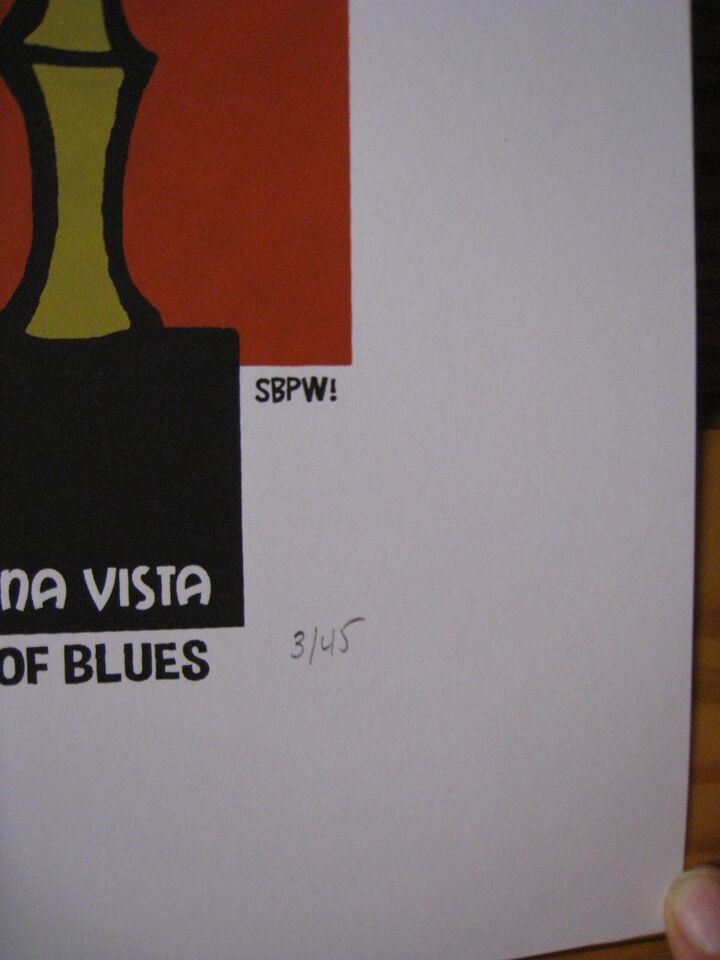 SBPW!
NA VISTA
OF BLUES
3/45